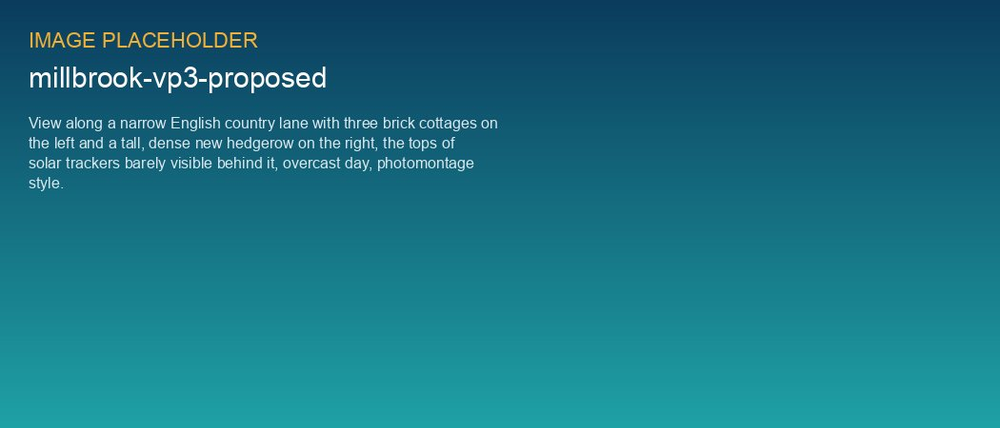 IMAGE PLACEHOLDER
millbrook-vp3-proposed
View along a narrow English country lane with three brick cottages on
the left and a tall, dense new hedgerow on the right, the tops of
solar trackers barely visible behind it, overcast day, photomontage
style.